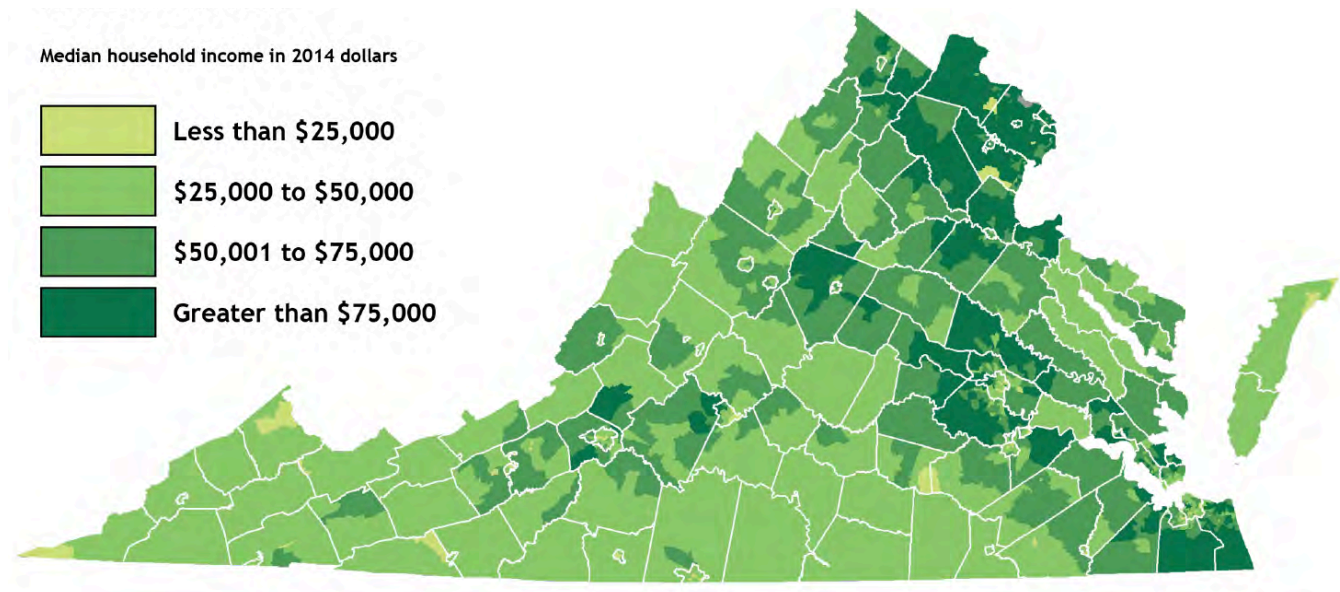 Median household income in 2014 dollars
Less than $25,000
$25,000 to $50,000
$50,001 to $75,000
Greater than $75,000